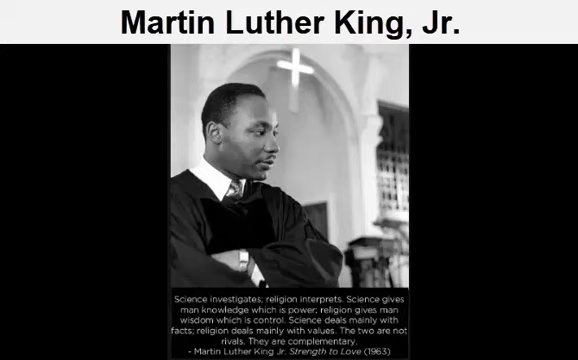 Martin Luther King, Jr.
Science investigates; religion interprets. Science gives
man knowledge which is power; religion gives man
wisdom which is control. Science deals mainly with
facts; religion deals mainly with values. The two are not
rivals. They are complementary.
- Martin Luther King Jr. Strength to Love (1963)